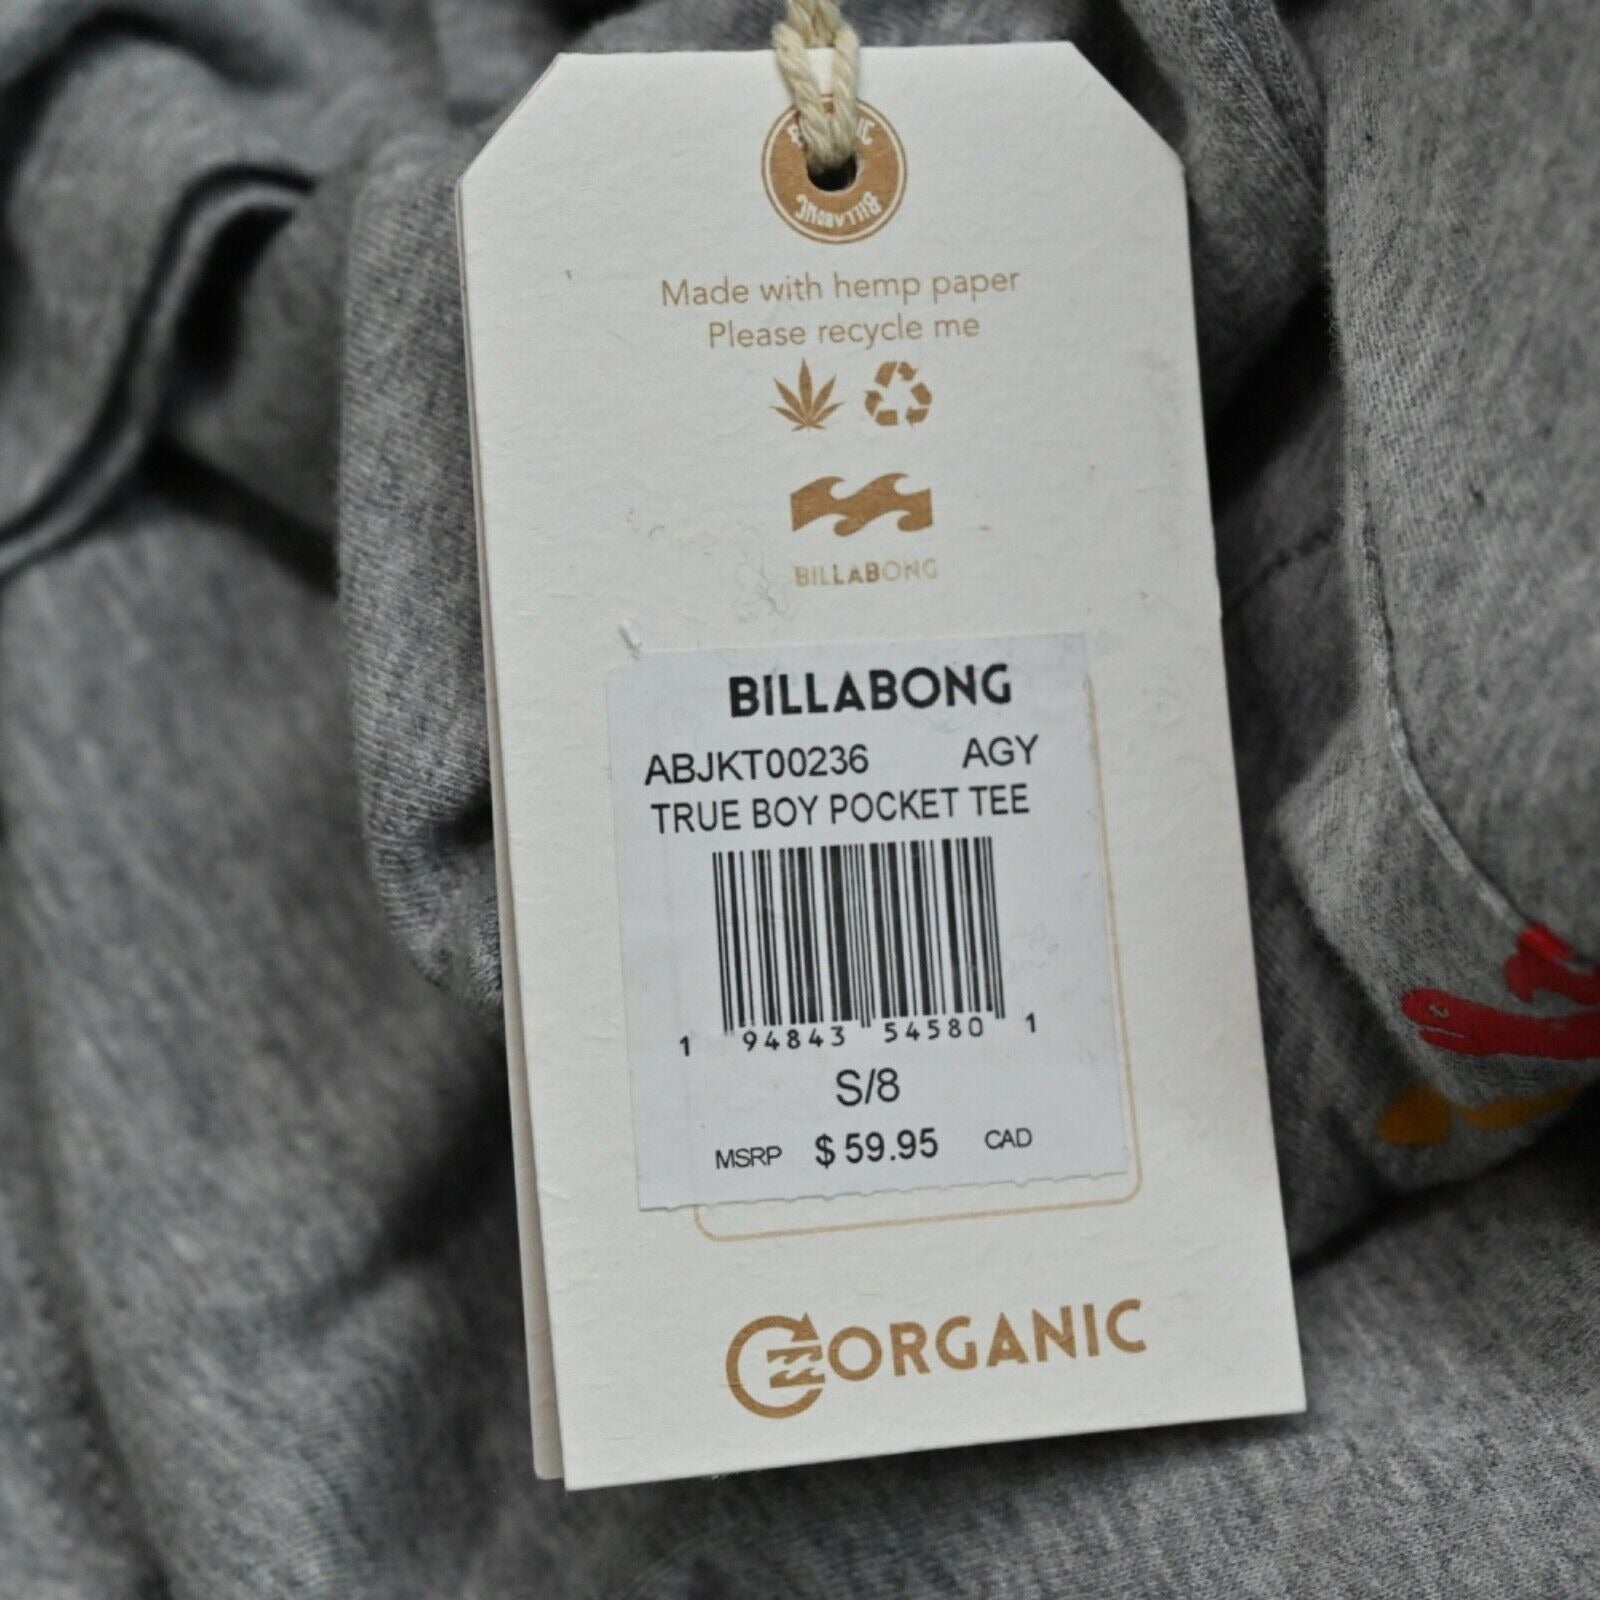 BILLABONG
Made with hemp paper
Please recycle me
BILLABONG
BILLABONG
ABJKT00236 AGY
TRUE BOY POCKET TEE
1 94843 54580 1
S/8
MSRP $ 59.95 CAD
ORGANIC